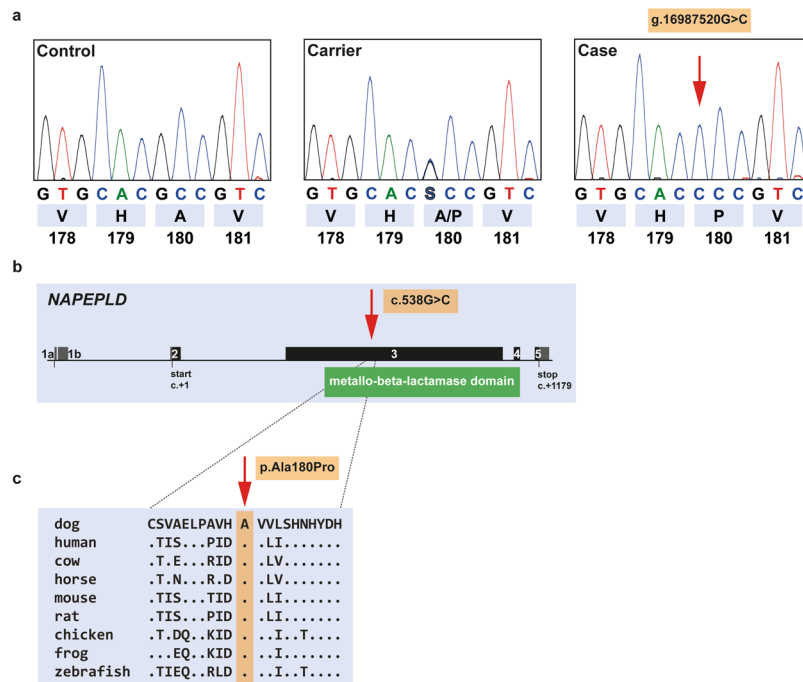 a
g.16987520G>C
Control
Carrier
Case
G T G C A C G C C G T C
G T G C A C S C C G T C
G T G C A C C C C G T C
V H A V
V H A/P V
V H P V
178 179 180 181
178 179 180 181
178 179 180 181
b
NAPEPLD
c.538G>C
1a 1b 2 3 4 5
start
c.+1
stop
c.+1179
metallo-beta-lactamase domain
p.Ala180Pro
c
dog CSVAELPAVH A VVLSHNHYDH
human .TIS...PID . .LI.......
cow .T.E...RID . .LV.......
horse .T.N...R.D . .LV.......
mouse .TIS...TID . .LI.......
rat .TIS...PID . .LI.......
chicken .T.DQ..KID . ..I..T....
frog ...EQ..KID . ..I.......
zebrafish .TIEQ..RLD . ..I..T....